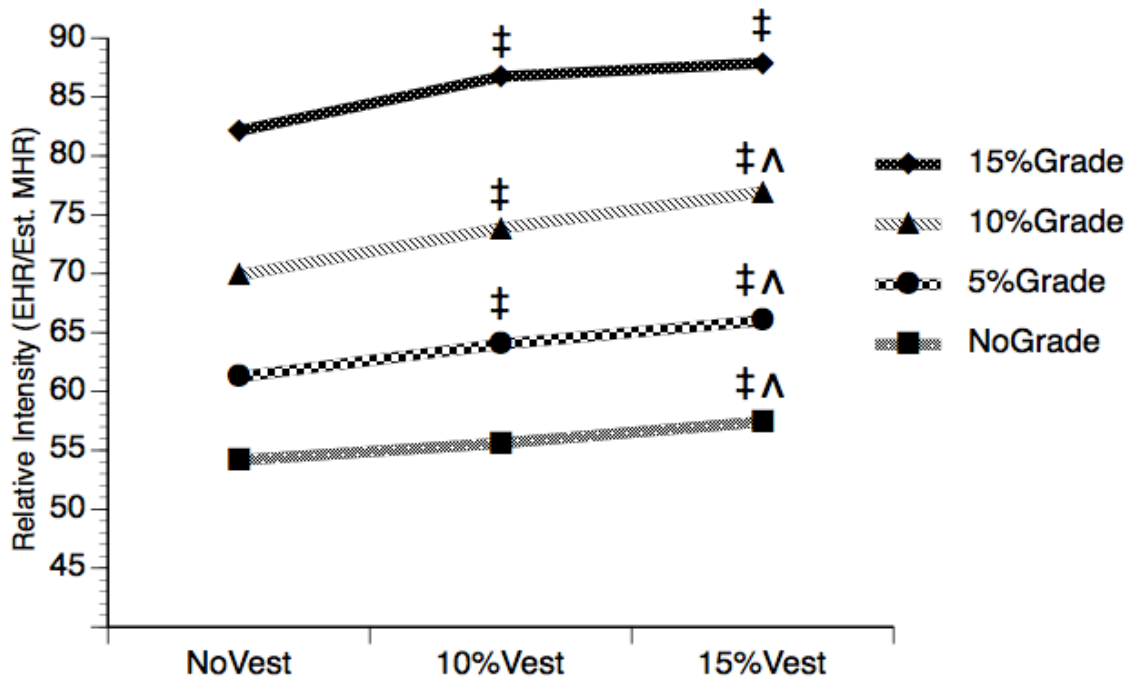 Relative Intensity (EHR/Est. MHR)
90
85
80
75
70
65
60
55
50
45
‡
‡
‡
‡ ^
‡
‡ ^
‡ ^
NoVest
10%Vest
15%Vest
15%Grade
10%Grade
5%Grade
NoGrade